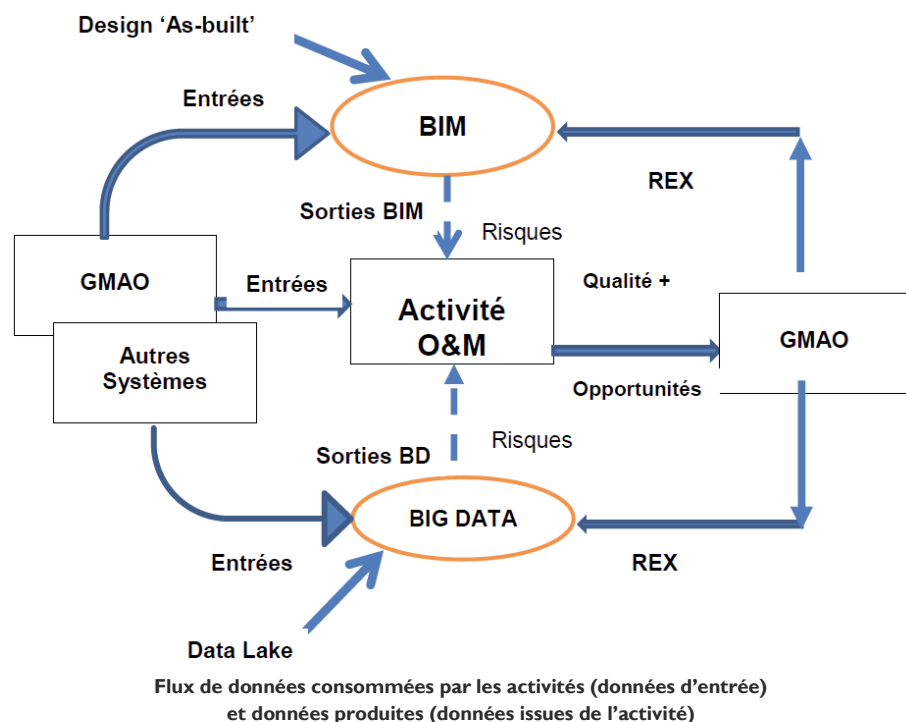 Design ‘As-built’
Entrées
BIM
REX
Sorties BIM
Risques
GMAO
Entrées
Qualité +
Activité
O&M
GMAO
Autres
Systèmes
Opportunités
Risques
Sorties BD
BIG DATA
Entrées
REX
Data Lake
Flux de données consommées par les activités (données d’entrée)
et données produites (données issues de l’activité)